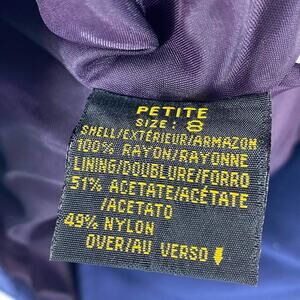 PETITE
SIZE: 8
SHELL/EXTÉRIEUR/ARMAZON
100% RAYON/RAYONNE
LINING/DOUBLURE/FORRO
51% ACETATE/ACÉTATE
/ACETATO
49% NYLON
OVER/AU VERSO